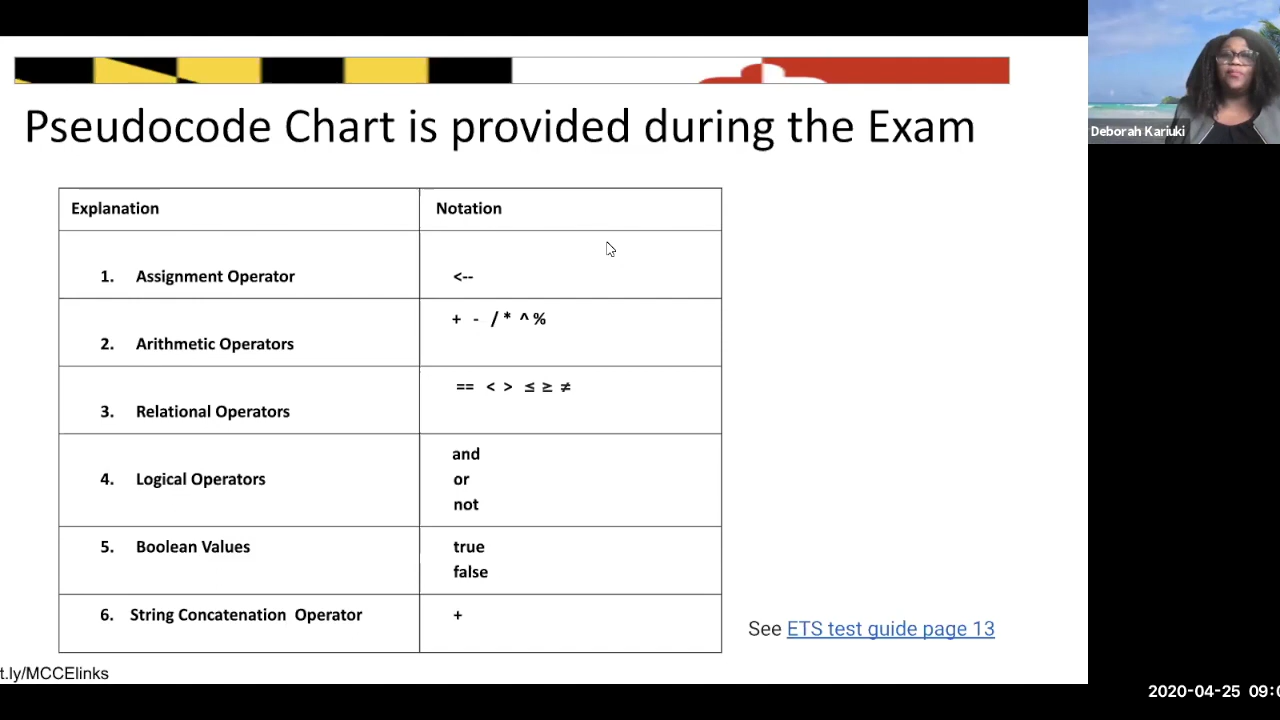 Pseudocode Chart is provided during the Exam
Explanation
Notation
1. Assignment Operator
<--
2. Arithmetic Operators
+ - / * ^ %
3. Relational Operators
== < > ≤ ≥ ≠
4. Logical Operators
and
or
not
5. Boolean Values
true
false
6. String Concatenation Operator
+
See ETS test guide page 13
t.ly/MCCElinks
Deborah Kariuki
2020-04-25 09:0